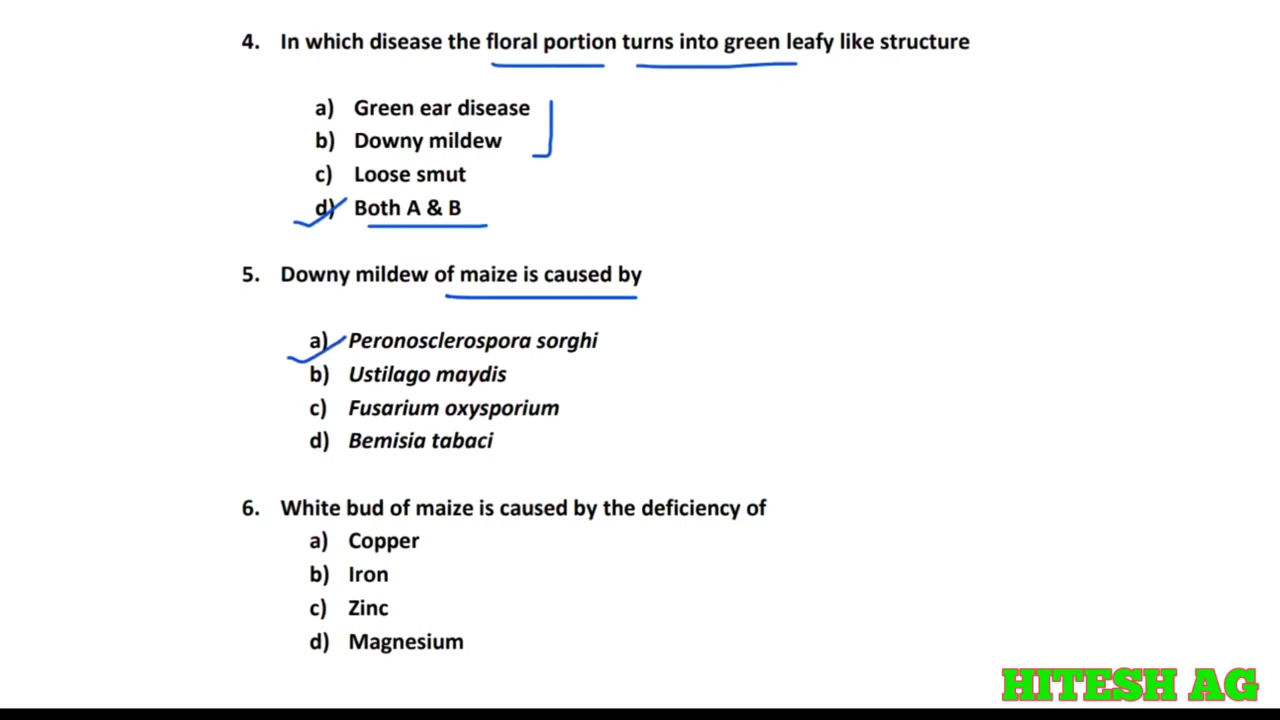 4. In which disease the floral portion turns into green leafy like structure
a) Green ear disease
b) Downy mildew
c) Loose smut
d) Both A & B
5. Downy mildew of maize is caused by
a) Peronosclerospora sorghi
b) Ustilago maydis
c) Fusarium oxysporium
d) Bemisia tabaci
6. White bud of maize is caused by the deficiency of
a) Copper
b) Iron
c) Zinc
d) Magnesium
HITESH AG